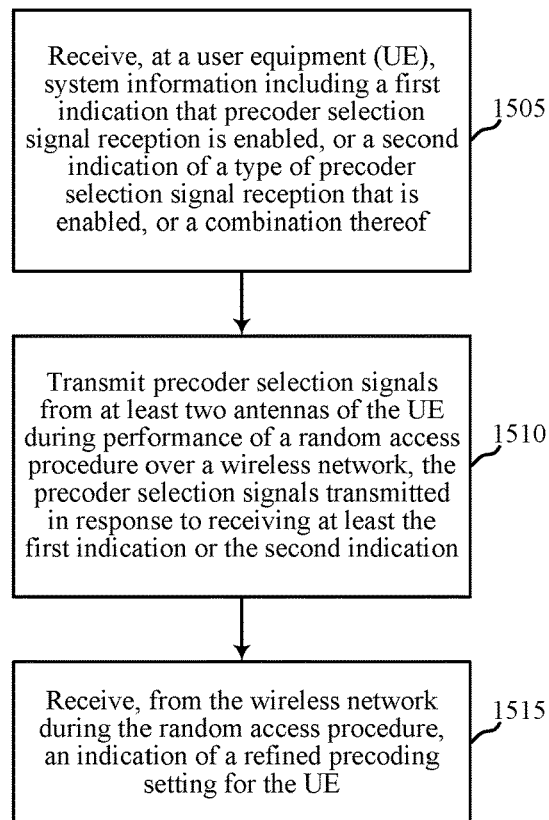 Receive, at a user equipment (UE),
system information including a first
indication that precoder selection
signal reception is enabled, or a second
indication of a type of precoder
selection signal reception that is
enabled, or a combination thereof
1505
Transmit precoder selection signals
from at least two antennas of the UE
during performance of a random access
procedure over a wireless network, the
precoder selection signals transmitted
in response to receiving at least the
first indication or the second indication
1510
Receive, from the wireless network
during the random access procedure,
an indication of a refined precoding
setting for the UE
1515